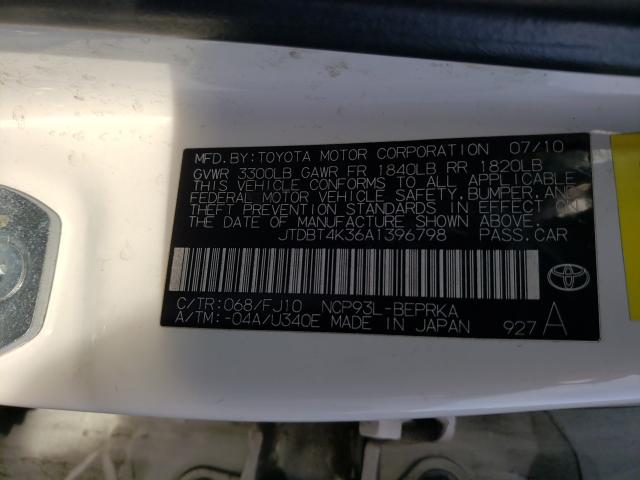 MFD. BY: TOYOTA MOTOR CORPORATION 07/10
GVWR 3300LB GAWR FR 1840LB RR 1820LB
THIS VEHICLE CONFORMS TO ALL APPLICABLE
FEDERAL MOTOR VEHICLE SAFETY, BUMPER, AND
THEFT PREVENTION STANDARDS IN EFFECT ON
THE DATE OF MANUFACTURE SHOWN ABOVE.
JTDBT4K36A1396798 PASS. CAR
C/TR: 068/FJ10 NCP93L-BEPRKA
A/TM: -04A/U340E MADE IN JAPAN 927 A